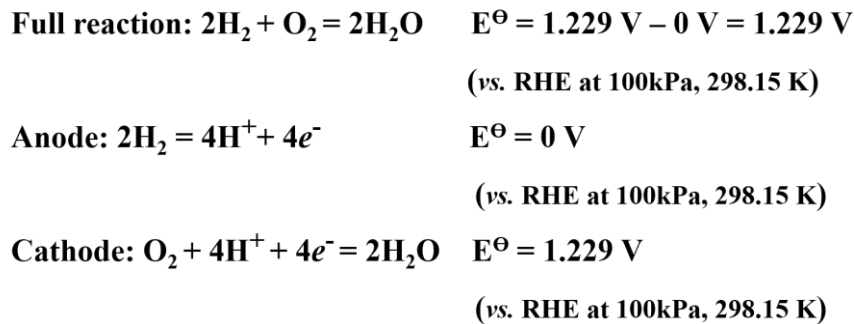 Full reaction: 2H₂ + O₂ = 2H₂O E^Θ = 1.229 V – 0 V = 1.229 V
(vs. RHE at 100kPa, 298.15 K)
Anode: 2H₂ = 4H⁺ + 4e⁻ E^Θ = 0 V
(vs. RHE at 100kPa, 298.15 K)
Cathode: O₂ + 4H⁺ + 4e⁻ = 2H₂O E^Θ = 1.229 V
(vs. RHE at 100kPa, 298.15 K)